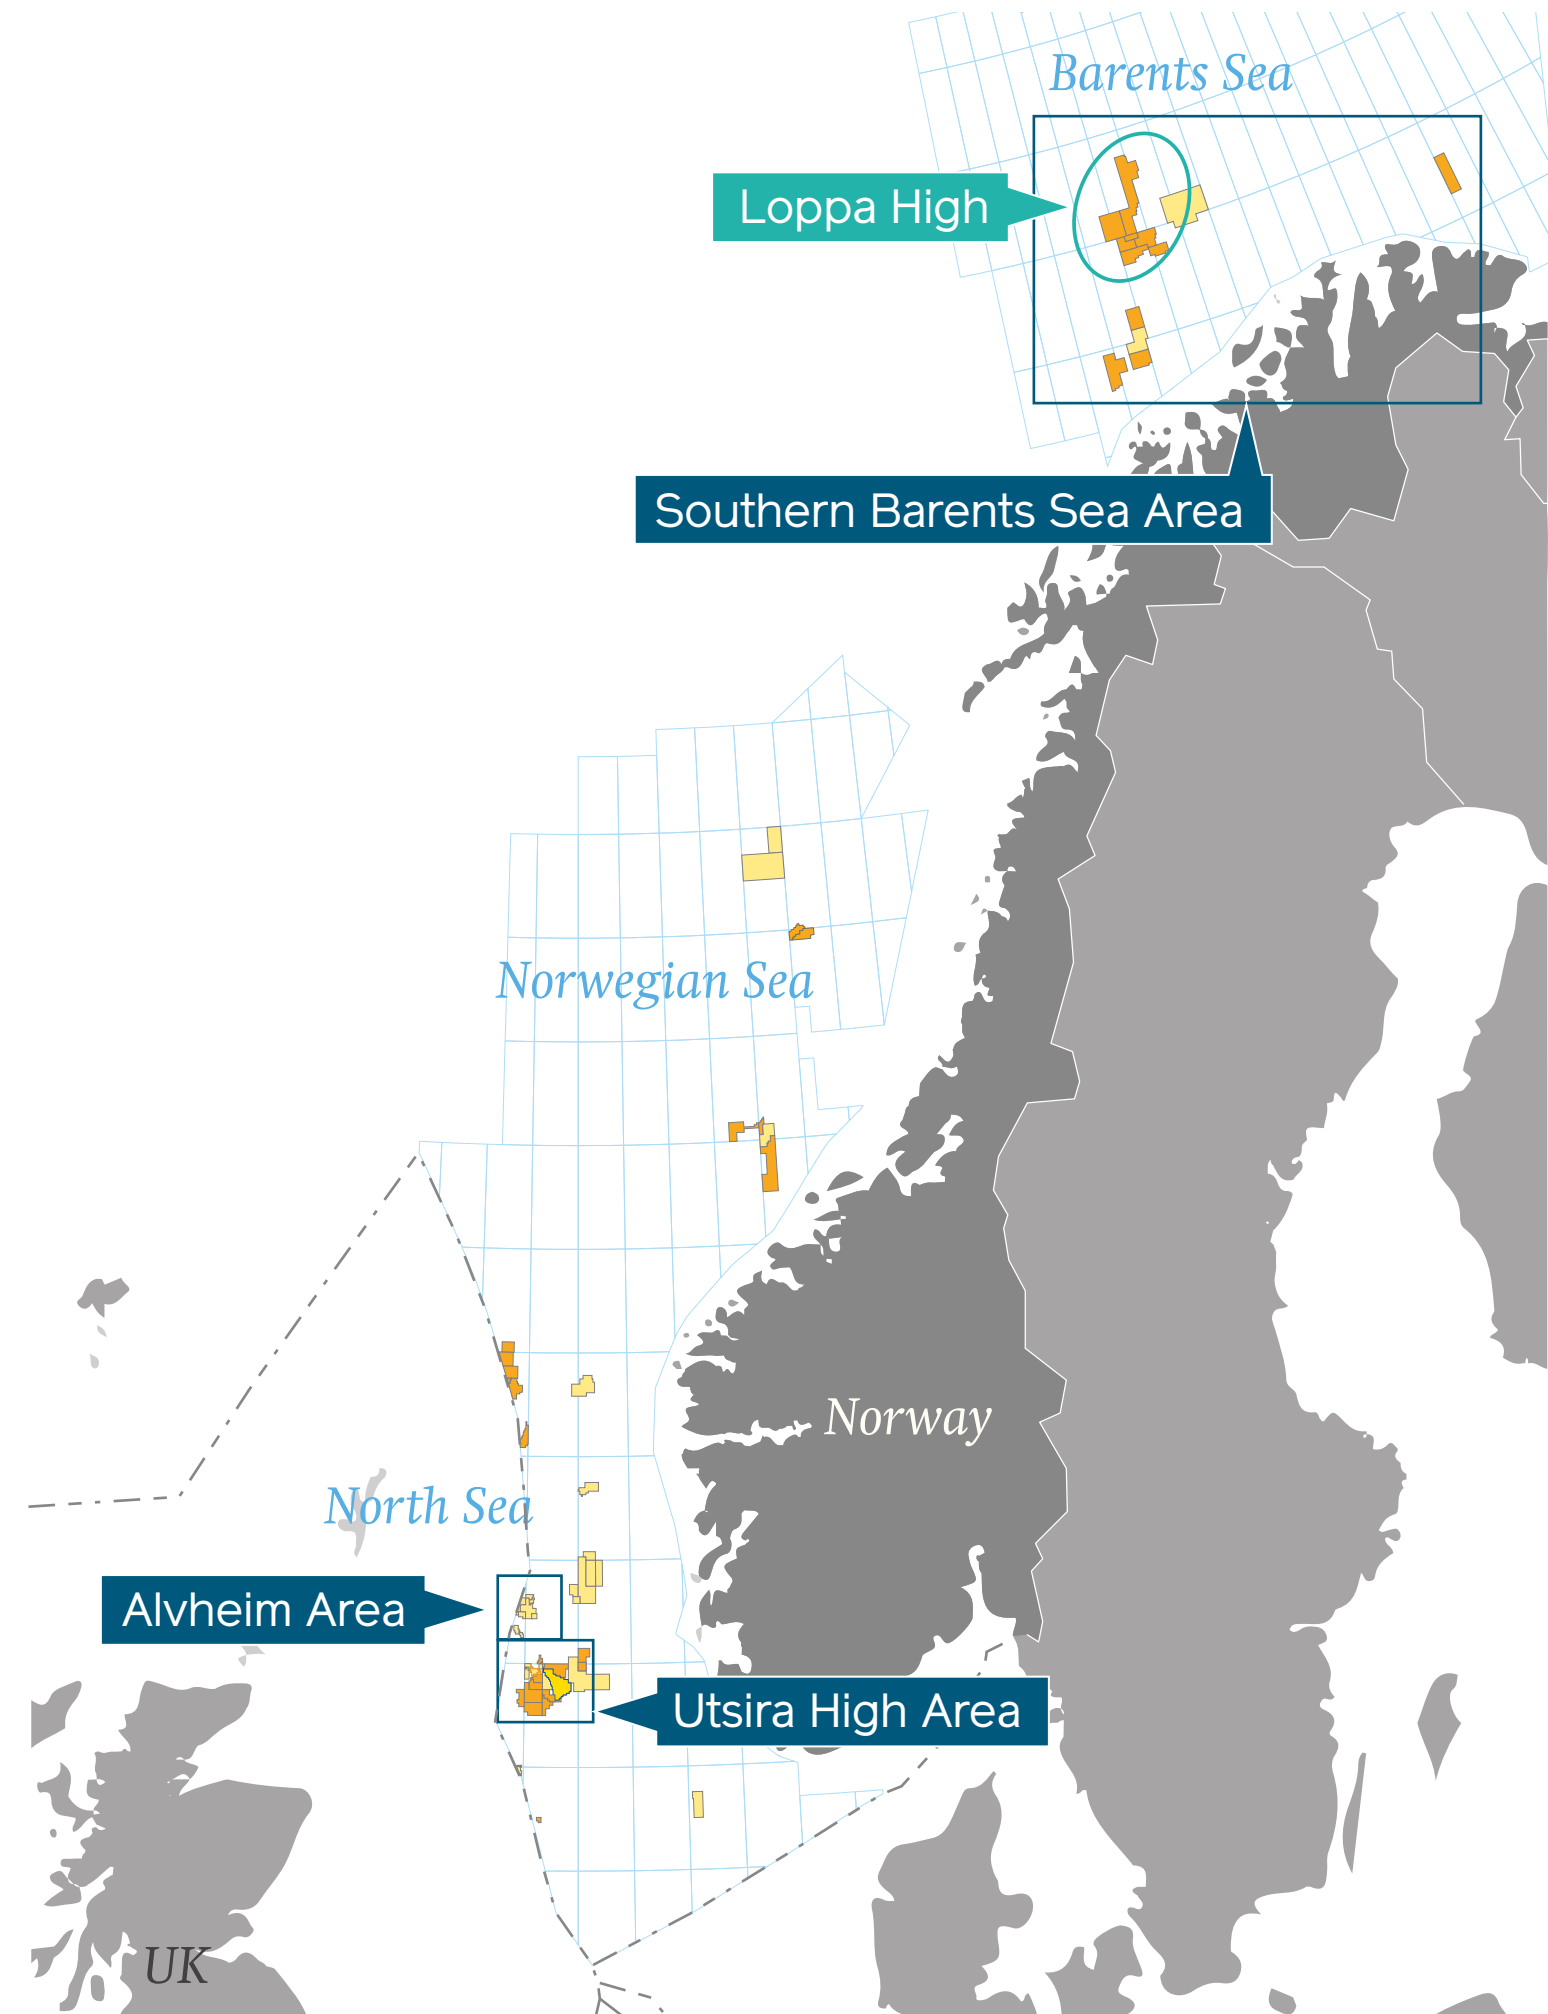 Barents Sea
Loppa High
Southern Barents Sea Area
Norwegian Sea
Norway
North Sea
Alvheim Area
Utsira High Area
UK